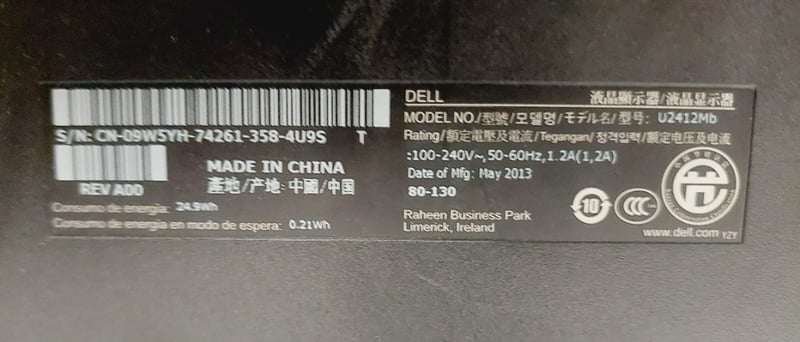 S/N: CN-09W5YH-74261-358-4U9S T
REV A00
MADE IN CHINA
產地/产地: 中國/中国
Consumo de energía: 24.9Wh
Consumo de energía en modo de espera: 0.21Wh
DELL 液晶顯示器/液晶显示器
MODEL NO./型號/모델명/モデル名/型号: U2412Mb
Rating/額定電壓及電流/Tegangan/정격입력/额定电压及电流
:100-240V~,50-60Hz,1.2A(1,2A)
Date of Mfg: May 2013
80-130
Raheen Business Park
Limerick, Ireland
10
CCC
www.dell.com YZY